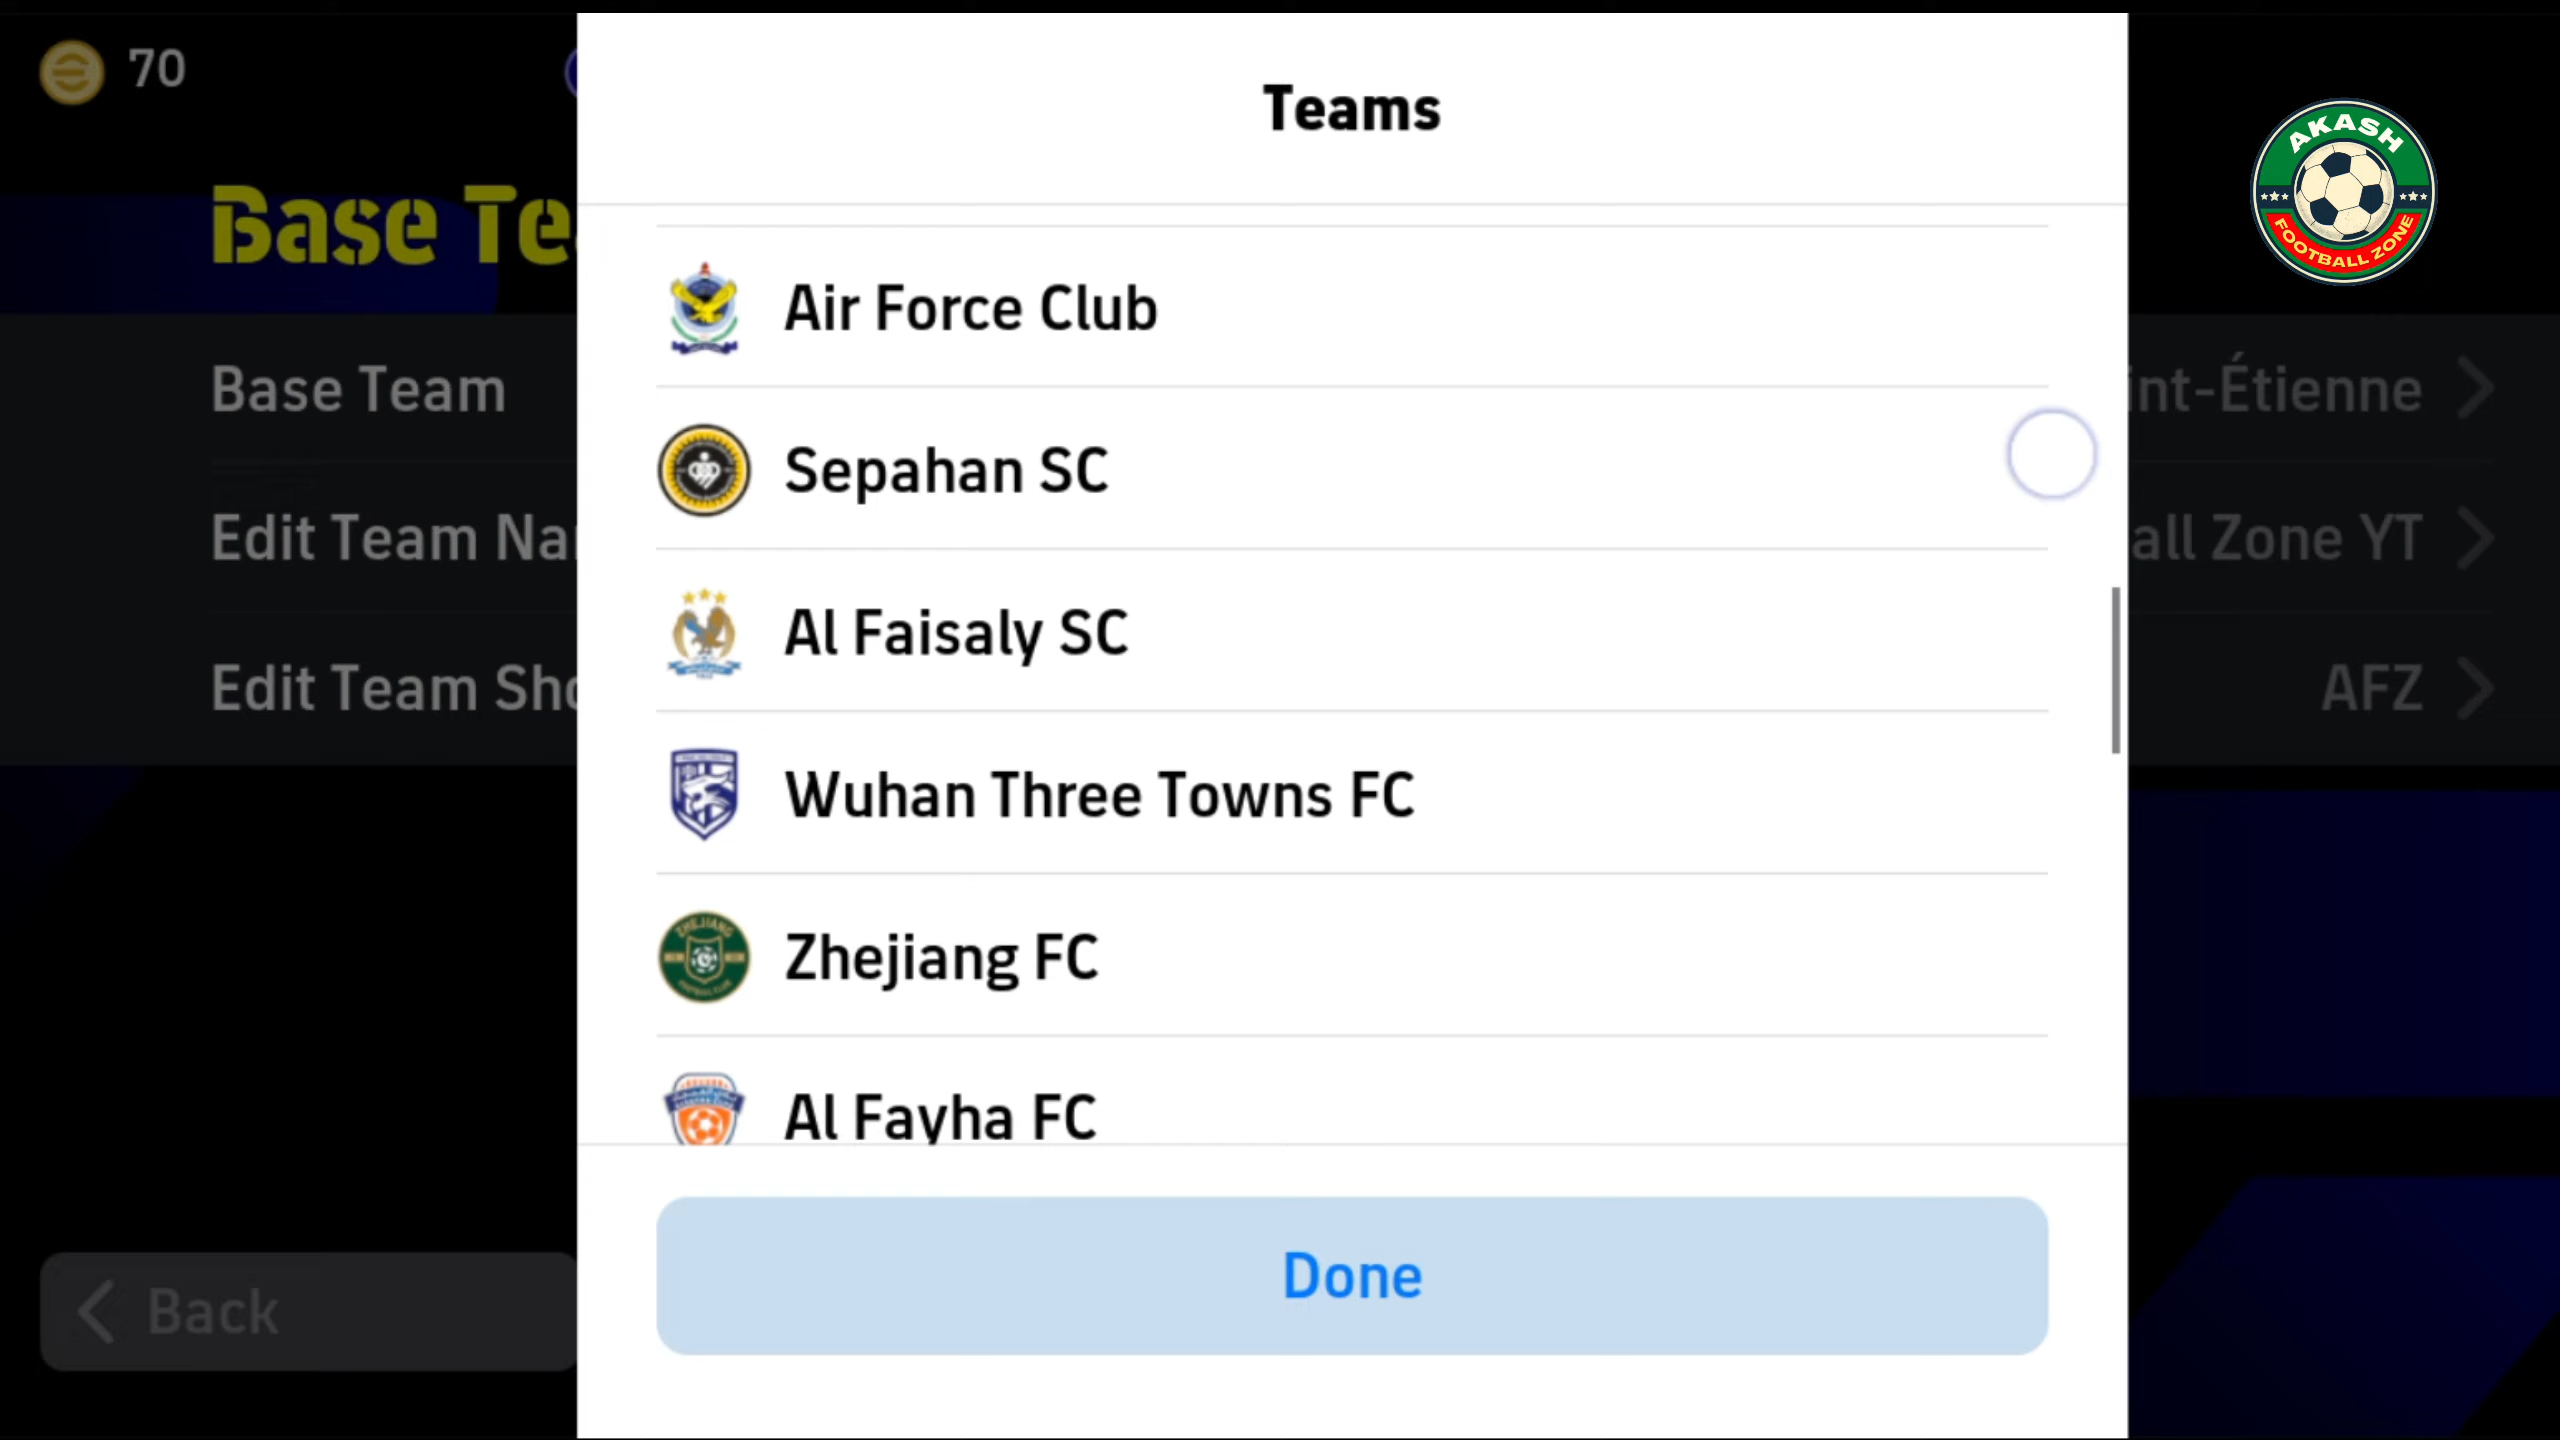 70
Teams
AKASH
FOOTBALL ZONE
Base Te
Air Force Club
Base Team
int-Étienne
Sepahan SC
Edit Team Na
all Zone YT
Al Faisaly SC
Edit Team Sho
AFZ
Wuhan Three Towns FC
ZHEJIANG
Zhejiang FC
Al Fayha FC
Done
Back